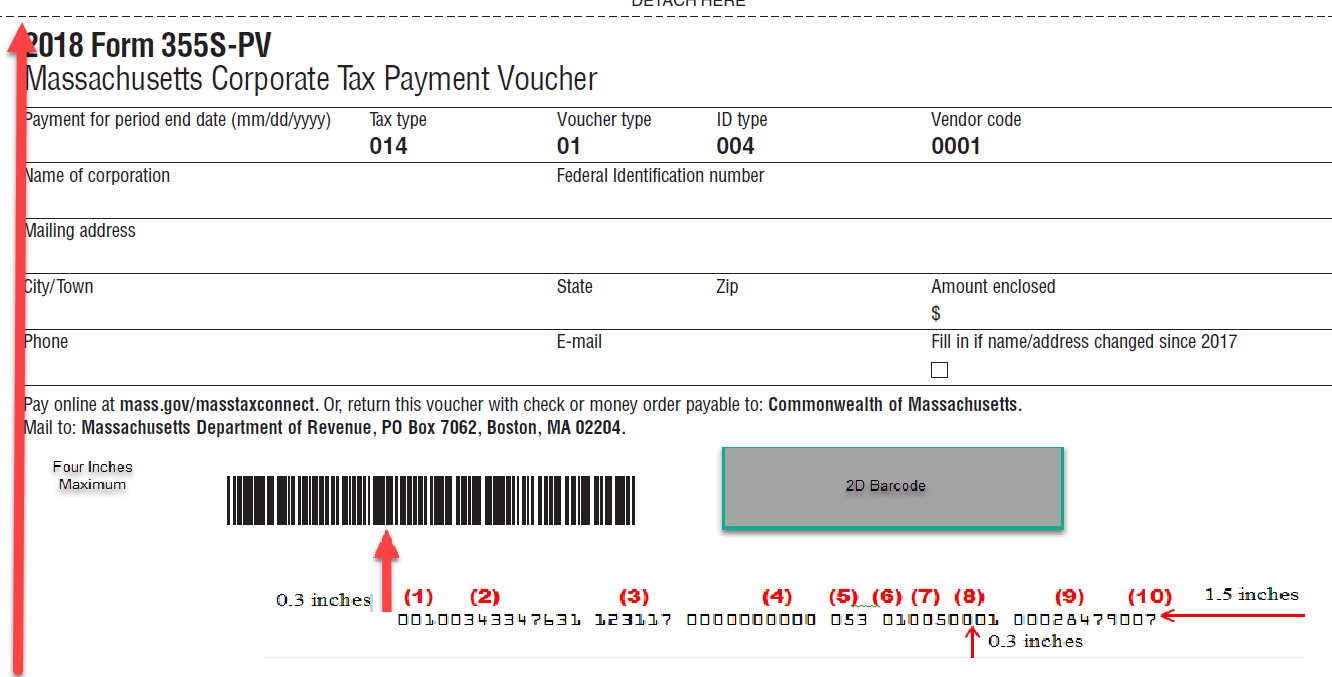 DETACH HERE
2018 Form 355S-PV
Massachusetts Corporate Tax Payment Voucher
Payment for period end date (mm/dd/yyyy) Tax type Voucher type ID type Vendor code
014 01 004 0001
Name of corporation Federal Identification number
Mailing address
City/Town State Zip Amount enclosed
$
Phone E-mail Fill in if name/address changed since 2017
Pay online at mass.gov/masstaxconnect. Or, return this voucher with check or money order payable to: Commonwealth of Massachusetts.
Mail to: Massachusetts Department of Revenue, PO Box 7062, Boston, MA 02204.
Four Inches
Maximum
2D Barcode
0.3 inches (1) (2) (3) (4) (5) (6) (7) (8) (9) (10) 1.5 inches
00100343347631 123117 0000000000 053 010050001 00028479007
0.3 inches